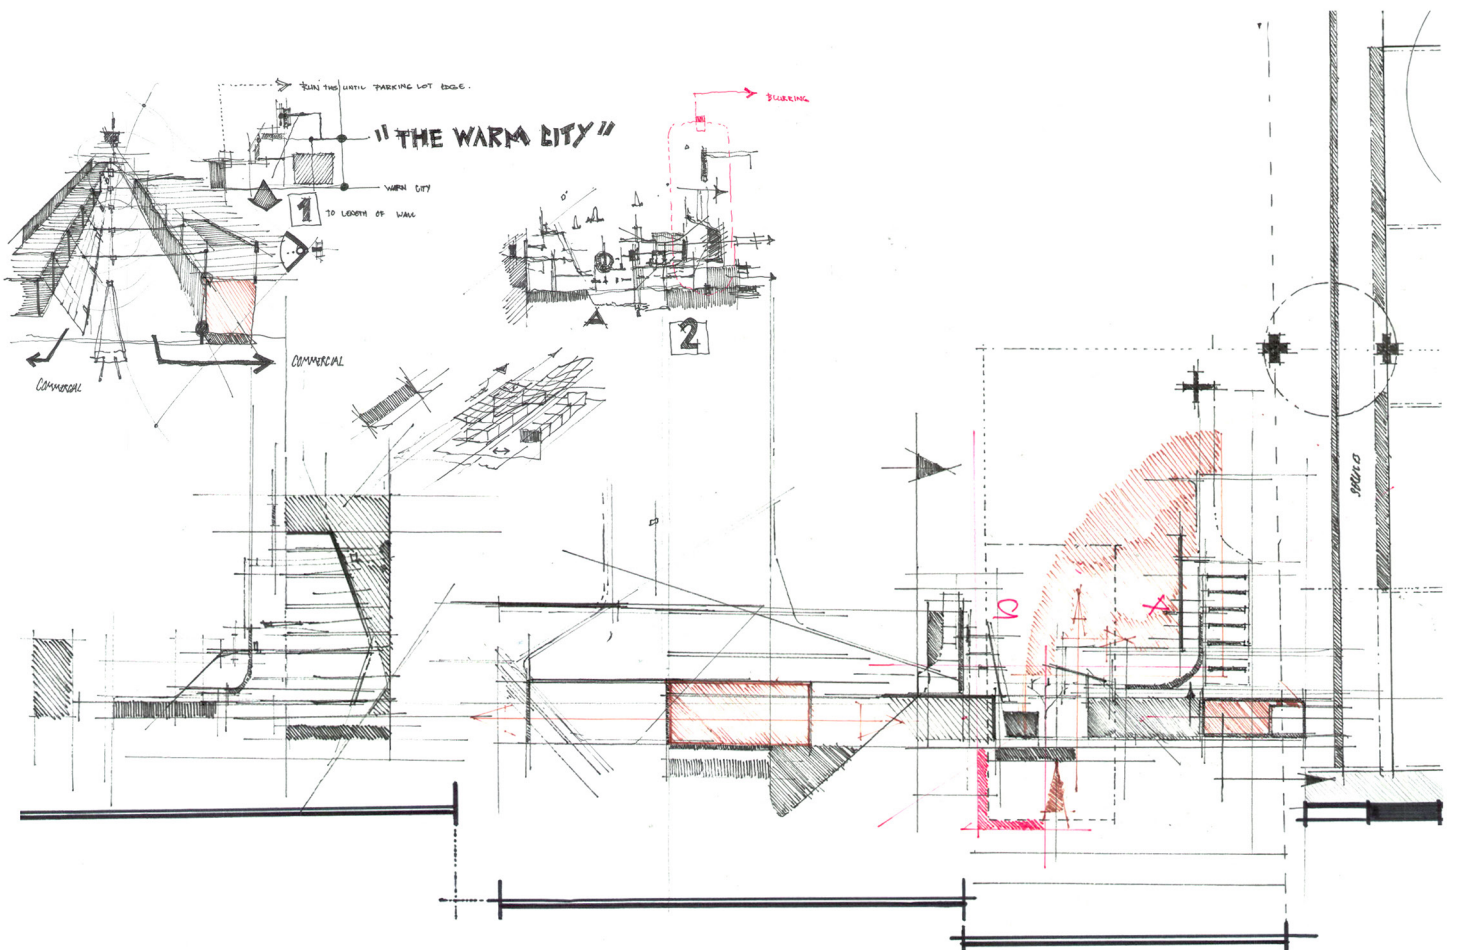 RUN THIS UNTIL PARKING LOT EDGE.
BLURRING
"THE WARM CITY"
WARM CITY
1
TO LENGTH OF WALL
2
COMMERCIAL
COMMERCIAL